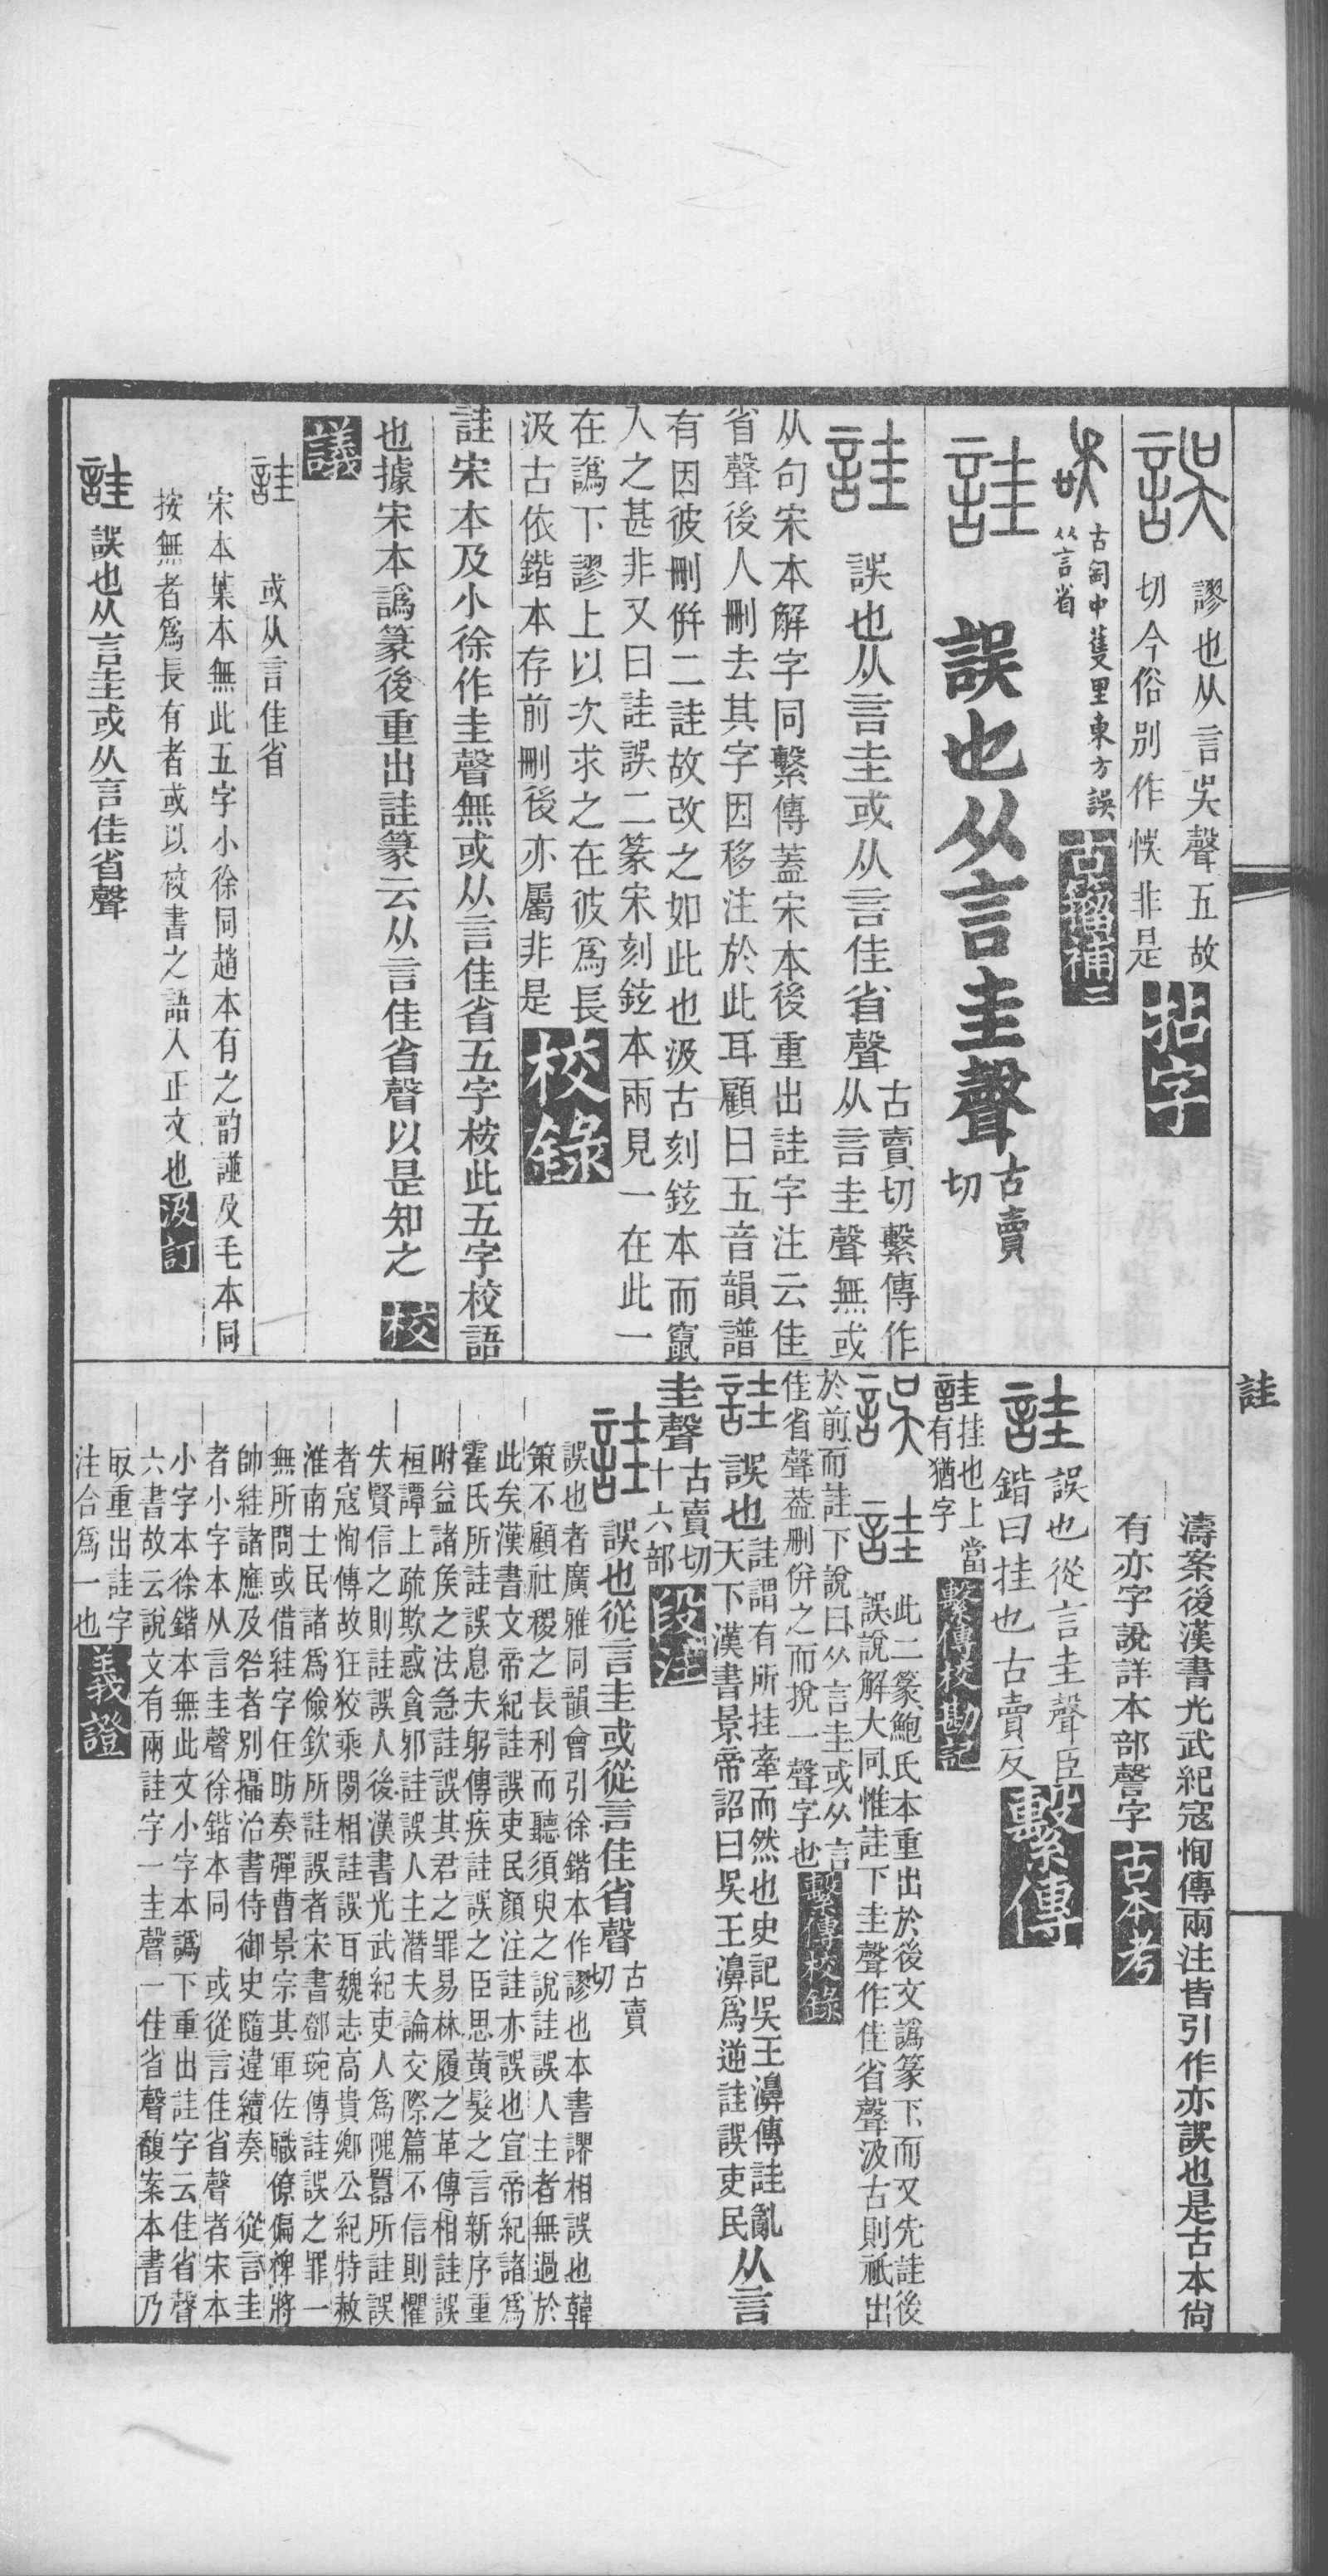 誤
謬也从言吳聲五故
切今俗別作悞非是
拈字
古匋中蒦里東方誤
从言省
古籀補二
詿
誤也从言圭聲
古賣
切
詿
誤也从言圭或从言佳省聲
古賣切繫傳作
从言圭聲無或
从句宋本解字同繫傳蓋宋本後重出詿字注云佳
省聲後人刪去其字因移注於此耳顧曰五音韻譜
有因彼刪倂二詿故改之如此也汲古刻鉉本而竄
入之甚非又曰詿誤二篆宋刻鉉本兩見一在此一
在譌下謬上以次求之在彼爲長
汲古依鍇本存前刪後亦屬非是
校錄
詿宋本及小徐作圭聲無或从言佳省五字桉此五字校語
也據宋本譌篆後重出詿篆云从言佳省聲以是知之
校
議
詿
或从言佳省
宋本葉本無此五字小徐同趙本有之韵譜及毛本同
按無者爲長有者或以校書之語入正文也
汲訂
詿
誤也从言圭或从言佳省聲
詿
濤案後漢書光武紀寇恂傳兩注皆引作亦誤也是古本尙
有亦字說詳本部謍字
古本考
詿
誤也從言圭聲臣
鍇曰挂也古賣反
繫傳
詿
挂也上當
有猶字
繫傳校勘記
誤
詿
此二篆鮑氏本重出於後文譌篆下而又先詿後
誤說解大同惟詿下圭聲作佳省聲汲古則祇出
於前而詿下說曰从言圭或从言
佳省聲葢刪倂之而挩一聲字也
繫傳校錄
詿
誤也
詿謂有所挂牽而然也史記吳王濞傳詿亂
天下漢書景帝詔曰吳王濞爲逆詿誤吏民
从言
圭聲
古賣切
十六部
段注
詿
誤也從言圭或從言佳省聲
古賣
切
誤也者廣雅同韻會引徐鍇本作謬也本書謬相誤也韓
策不顧社稷之長利而聽須臾之說詿誤人主者無過於
此矣漢書文帝紀詿誤吏民顏注詿亦誤也宣帝紀諸爲
霍氏所詿誤息夫躬傳疾詿誤之臣思黃髮之言新序重
附益諸矦之法急詿誤其君之罪易林履之革傳相詿誤
桓譚上疏欺惑貪邪詿誤人主潛夫論交際篇不信則懼
失賢信之則詿誤人後漢書光武紀吏人爲隗囂所詿誤
者寇恂傳故狂狡乘閒相詿誤百魏志高貴鄉公紀特赦
淮南士民諸爲儉欽所詿誤者宋書鄧琬傳詿誤之罪一
無所問或借絓字任昉奏彈曹景宗其軍佐職僚偏裨將
帥絓諸應及咎者別攝治書侍御史隨違續奏　從言圭
者小字本从言圭聲徐鍇本同　或從言佳省聲者宋本
小字本徐鍇本無此文小字本譌下重出詿字云佳省聲
六書故云說文有兩詿字一圭聲一佳省聲馥案本書乃
㕞重出詿字
注合爲一也
義證